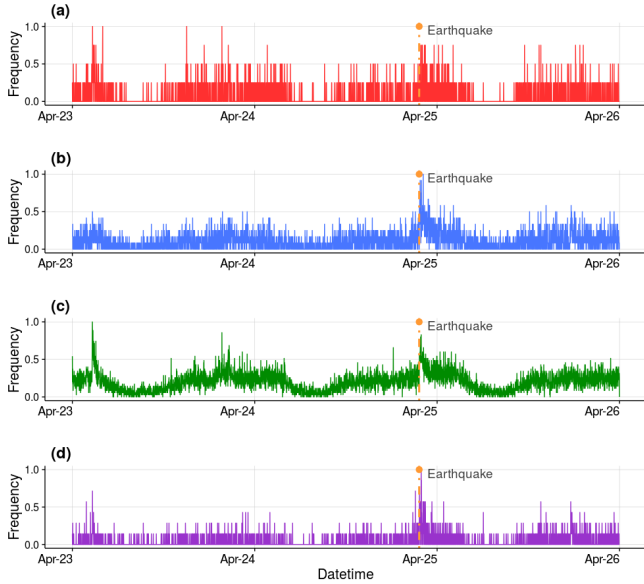 (a)
Earthquake
Frequency
1.0
0.5
0.0
Apr-23
Apr-24
Apr-25
Apr-26
(b)
Earthquake
Frequency
1.0
0.5
0.0
Apr-23
Apr-24
Apr-25
Apr-26
(c)
Earthquake
Frequency
1.0
0.5
0.0
Apr-23
Apr-24
Apr-25
Apr-26
(d)
Earthquake
Frequency
1.0
0.5
0.0
Apr-23
Apr-24
Apr-25
Apr-26
Datetime